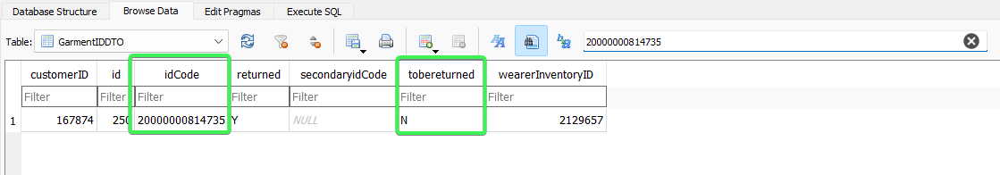 Database Structure Browse Data Edit Pragmas Execute SQL
Table: GarmentIDDTO 20000000814735
customerID id idCode returned secondaryidCode tobereturned wearerInventoryID
Filter Filter Filter Filter Filter Filter Filter
1 167874 250 20000000814735 Y NULL N 2129657